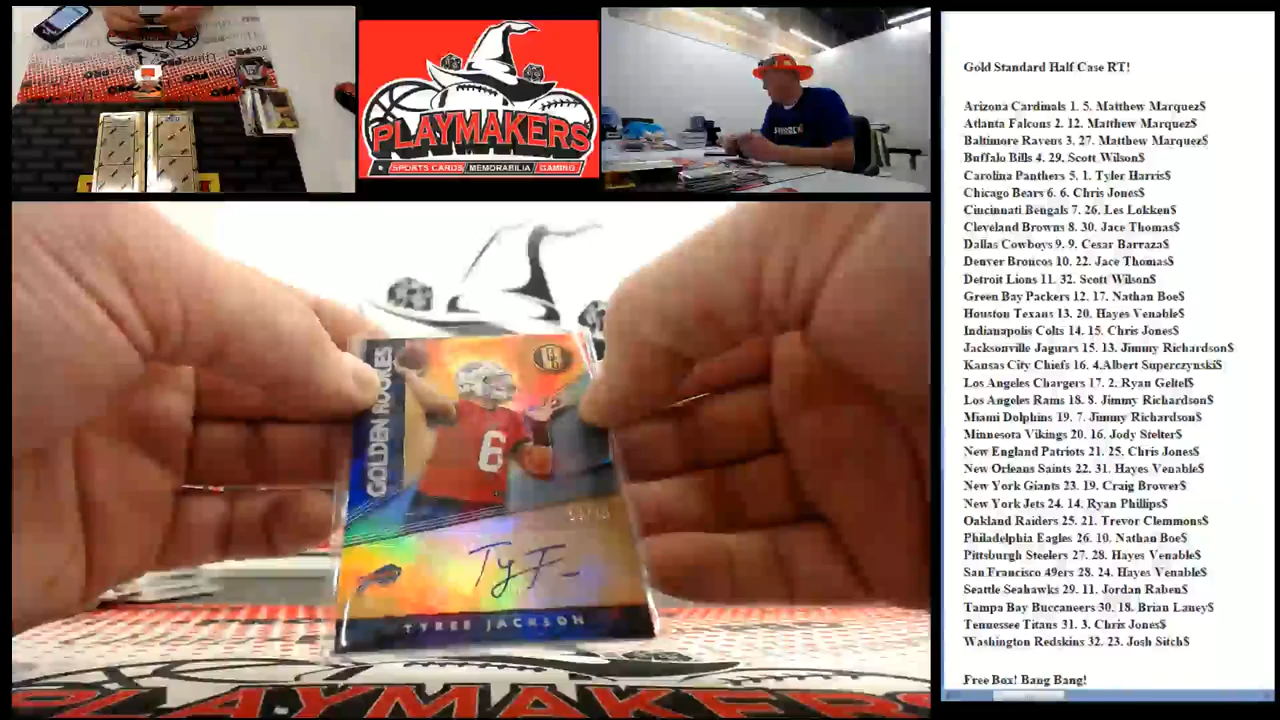 PLAYMAKERS
SPORTS CARDS MEMORABILIA GAMING
GOLDEN ROOKIES
6
TYREE JACKSON
PLAYMAKERS
Gold Standard Half Case RT!
Arizona Cardinals 1. 5. Matthew Marquez$
Atlanta Falcons 2. 12. Matthew Marquez$
Baltimore Ravens 3. 27. Matthew Marquez$
Buffalo Bills 4. 29. Scott Wilson$
Carolina Panthers 5. 1. Tyler Harris$
Chicago Bears 6. 6. Chris Jones$
Cincinnati Bengals 7. 26. Les Lokken$
Cleveland Browns 8. 30. Jace Thomas$
Dallas Cowboys 9. 9. Cesar Barraza$
Denver Broncos 10. 22. Jace Thomas$
Detroit Lions 11. 32. Scott Wilson$
Green Bay Packers 12. 17. Nathan Boe$
Houston Texans 13. 20. Hayes Venable$
Indianapolis Colts 14. 15. Chris Jones$
Jacksonville Jaguars 15. 13. Jimmy Richardson$
Kansas City Chiefs 16. 4.Albert Superczynski$
Los Angeles Chargers 17. 2. Ryan Geltel$
Los Angeles Rams 18. 8. Jimmy Richardson$
Miami Dolphins 19. 7. Jimmy Richardson$
Minnesota Vikings 20. 16. Jody Stelter$
New England Patriots 21. 25. Chris Jones$
New Orleans Saints 22. 31. Hayes Venable$
New York Giants 23. 19. Craig Brower$
New York Jets 24. 14. Ryan Phillips$
Oakland Raiders 25. 21. Trevor Clemmons$
Philadelphia Eagles 26. 10. Nathan Boe$
Pittsburgh Steelers 27. 28. Hayes Venable$
San Francisco 49ers 28. 24. Hayes Venable$
Seattle Seahawks 29. 11. Jordan Raben$
Tampa Bay Buccaneers 30. 18. Brian Laney$
Tennessee Titans 31. 3. Chris Jones$
Washington Redskins 32. 23. Josh Sitch$
Free Box! Bang Bang!